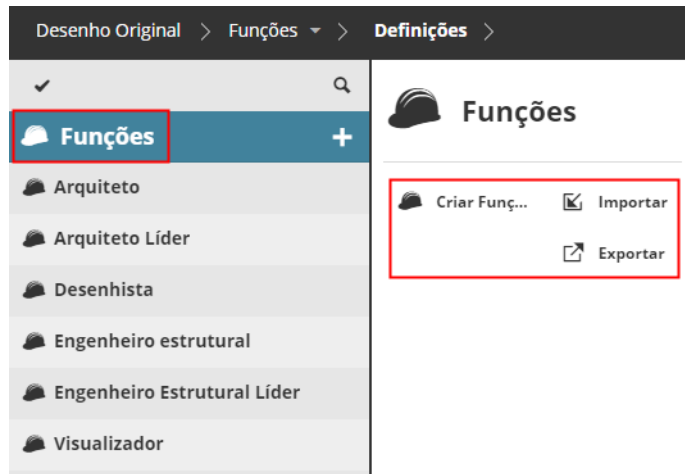 Desenho Original > Funções > Definições >
Funções
Arquiteto
Arquiteto Líder
Desenhista
Engenheiro estrutural
Engenheiro Estrutural Líder
Visualizador
Funções
Criar Funç... Importar
Exportar